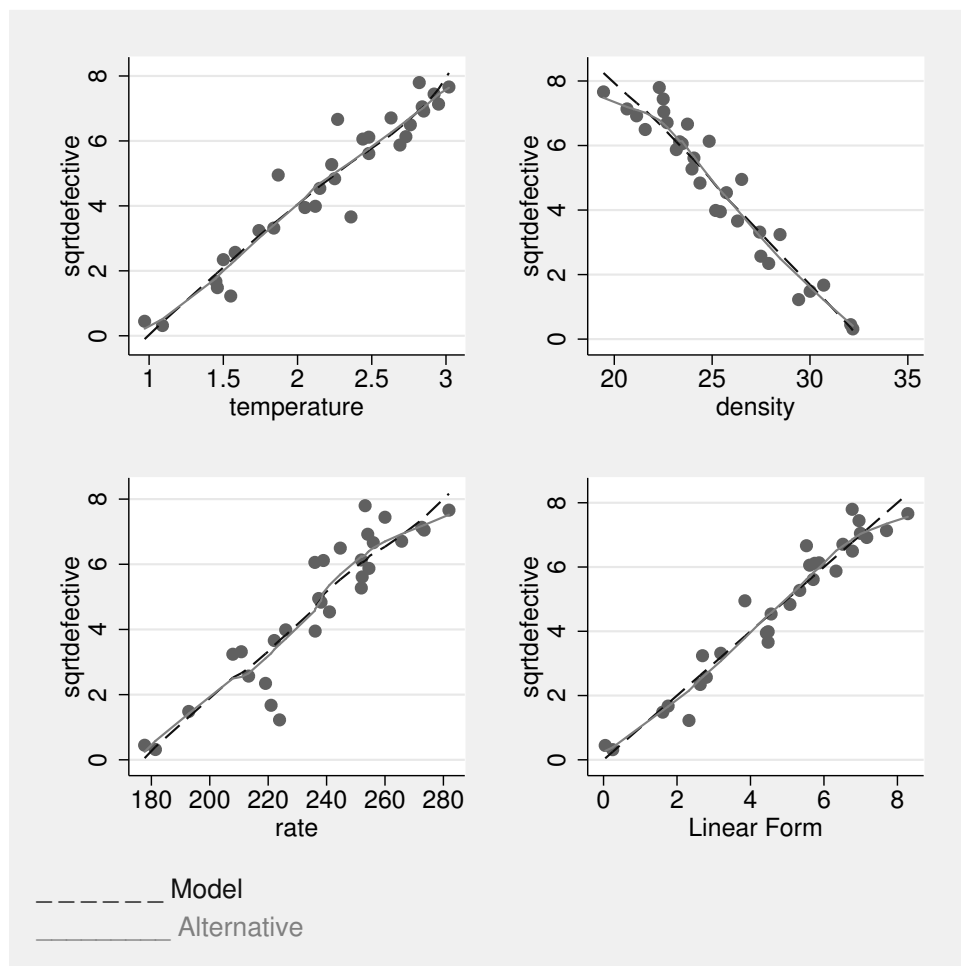 sqrtdefective
0 2 4 6 8
1 1.5 2 2.5 3
temperature
sqrtdefective
0 2 4 6 8
20 25 30 35
density
sqrtdefective
0 2 4 6 8
180 200 220 240 260 280
rate
sqrtdefective
0 2 4 6 8
0 2 4 6 8
Linear Form
Model
Alternative